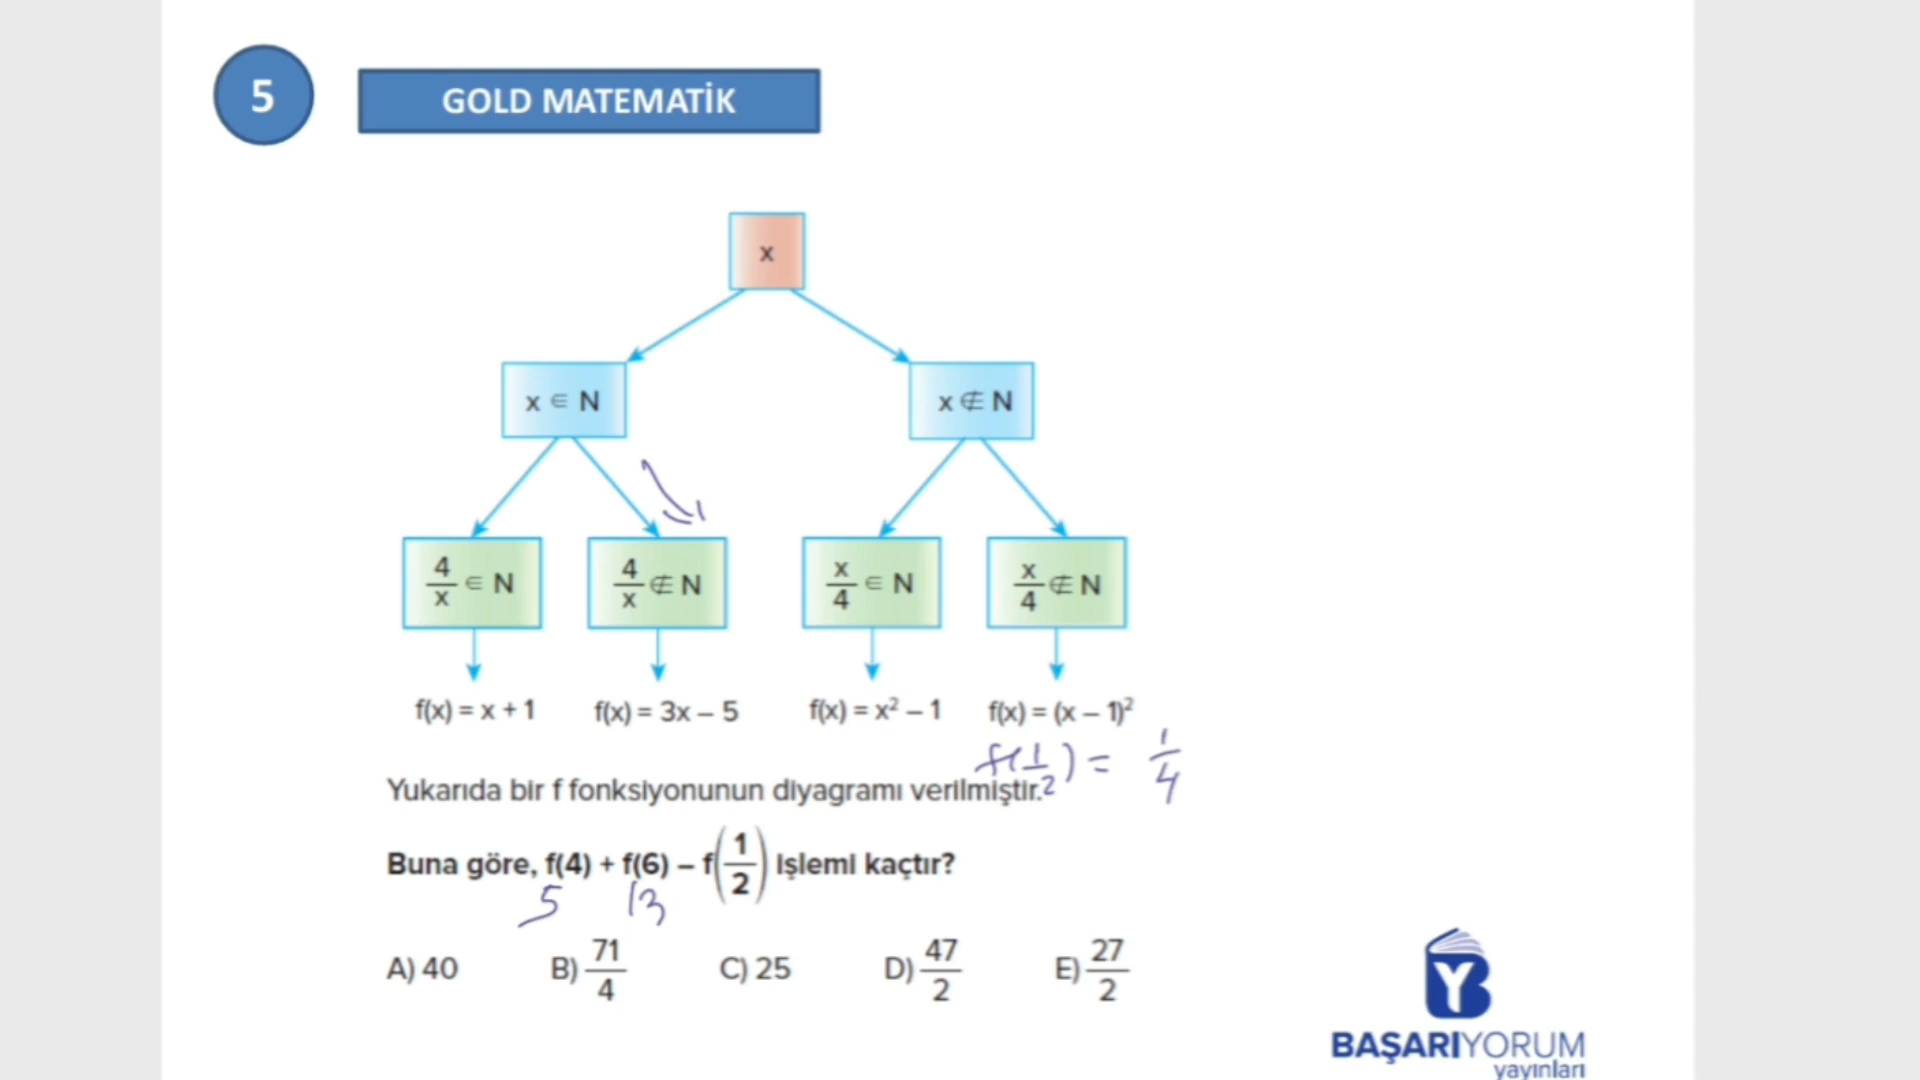 5
GOLD MATEMATİK
x
x ∈ N
x ∉ N
4/x ∈ N
4/x ∉ N
x/4 ∈ N
x/4 ∉ N
f(x) = x + 1
f(x) = 3x – 5
f(x) = x² – 1
f(x) = (x – 1)²
f(1/2) = 1/4
Yukarıda bir f fonksiyonunun diyagramı verilmiştir.
Buna göre, f(4) + f(6) – f(1/2) işlemi kaçtır?
5 13
A) 40 B) 71/4 C) 25 D) 47/2 E) 27/2
BY
BAŞARIYORUM
yayınları